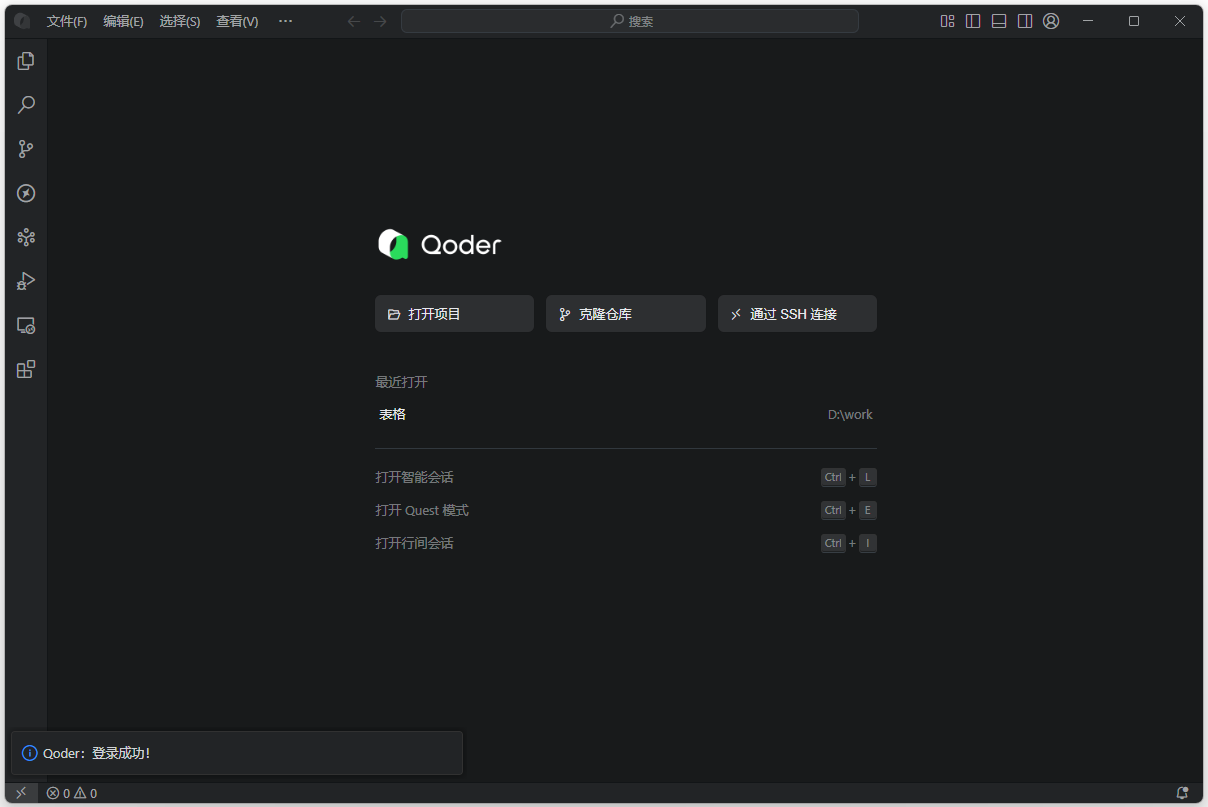 文件(F) 编辑(E) 选择(S) 查看(V) ··· 搜索
Qoder
打开项目 克隆仓库 通过 SSH 连接
最近打开
表格 D:\work
打开智能会话 Ctrl + L
打开 Quest 模式 Ctrl + E
打开行间会话 Ctrl + I
Qoder：登录成功！
0 0